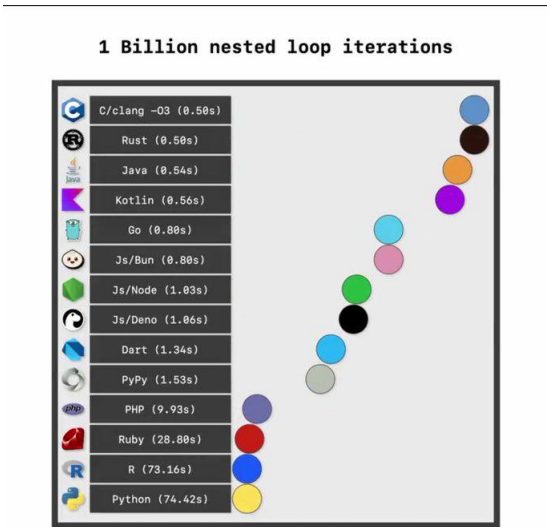 1 Billion nested loop iterations
C/clang -O3 (0.50s)
Rust (0.50s)
Java (0.54s)
Kotlin (0.56s)
Go (0.80s)
Js/Bun (0.80s)
Js/Node (1.03s)
Js/Deno (1.06s)
Dart (1.34s)
PyPy (1.53s)
PHP (9.93s)
Ruby (28.80s)
R (73.16s)
Python (74.42s)
C
R
Java
php
R